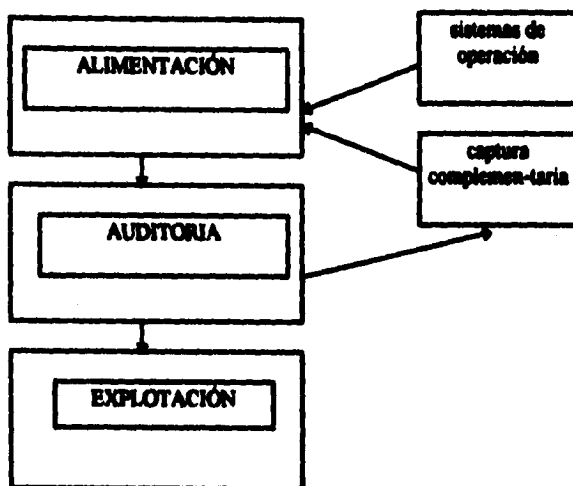 ALIMENTACIÓN
sistemas de
operación
captura
complemen-taria
AUDITORIA
EXPLOTACIÓN